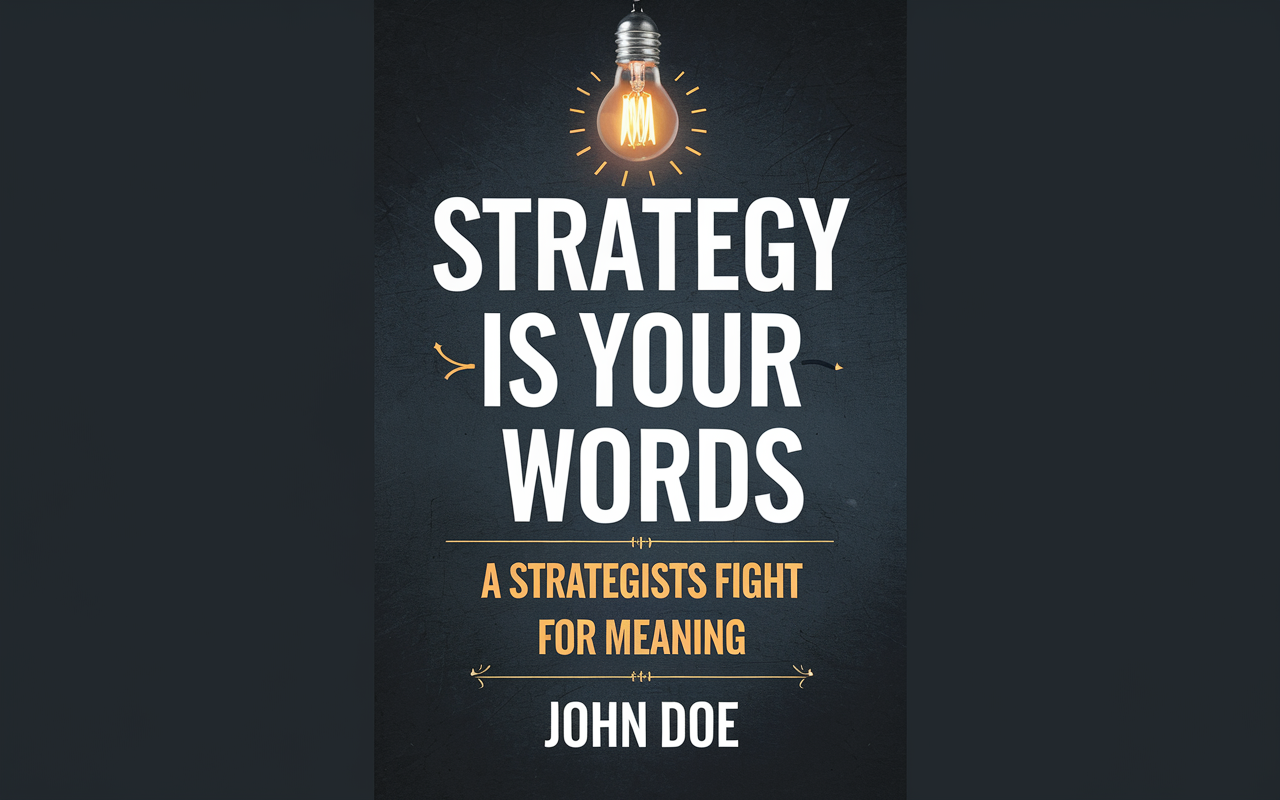 STRATEGY
IS YOUR
WORDS
A STRATEGISTS FIGHT
FOR MEANING
JOHN DOE